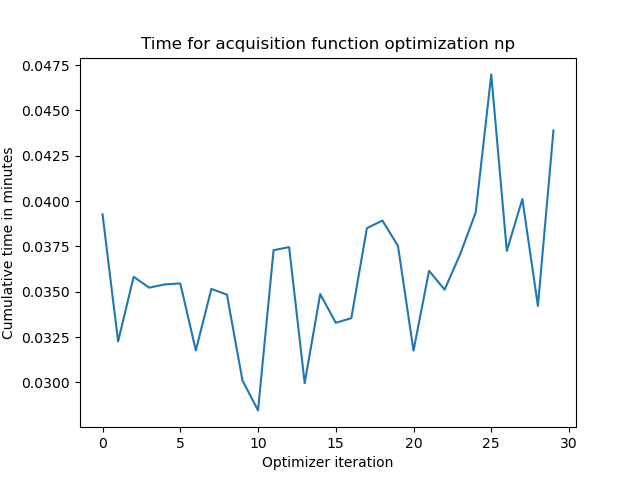 Time for acquisition function optimization np
Cumulative time in minutes
0.0475
0.0450
0.0425
0.0400
0.0375
0.0350
0.0325
0.0300
0 5 10 15 20 25 30
Optimizer iteration